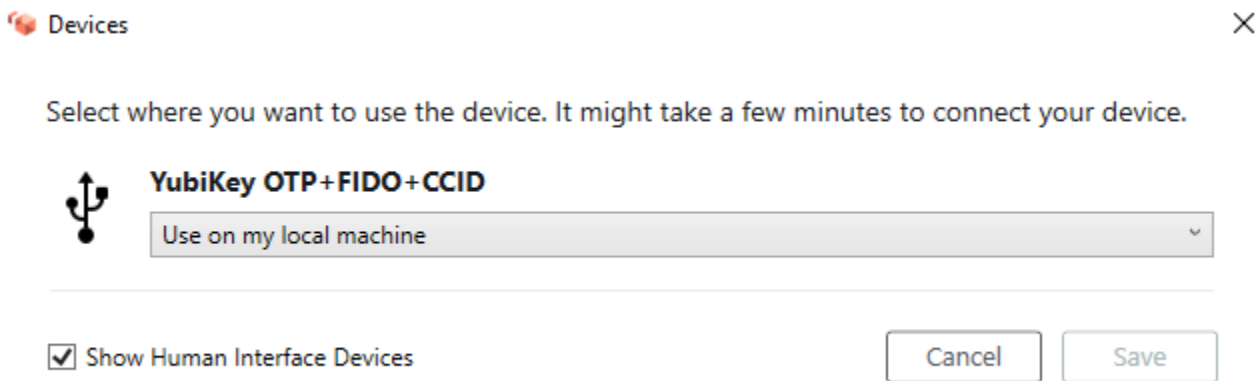 Devices
Select where you want to use the device. It might take a few minutes to connect your device.
YubiKey OTP+FIDO+CCID
Use on my local machine
Show Human Interface Devices
Cancel
Save